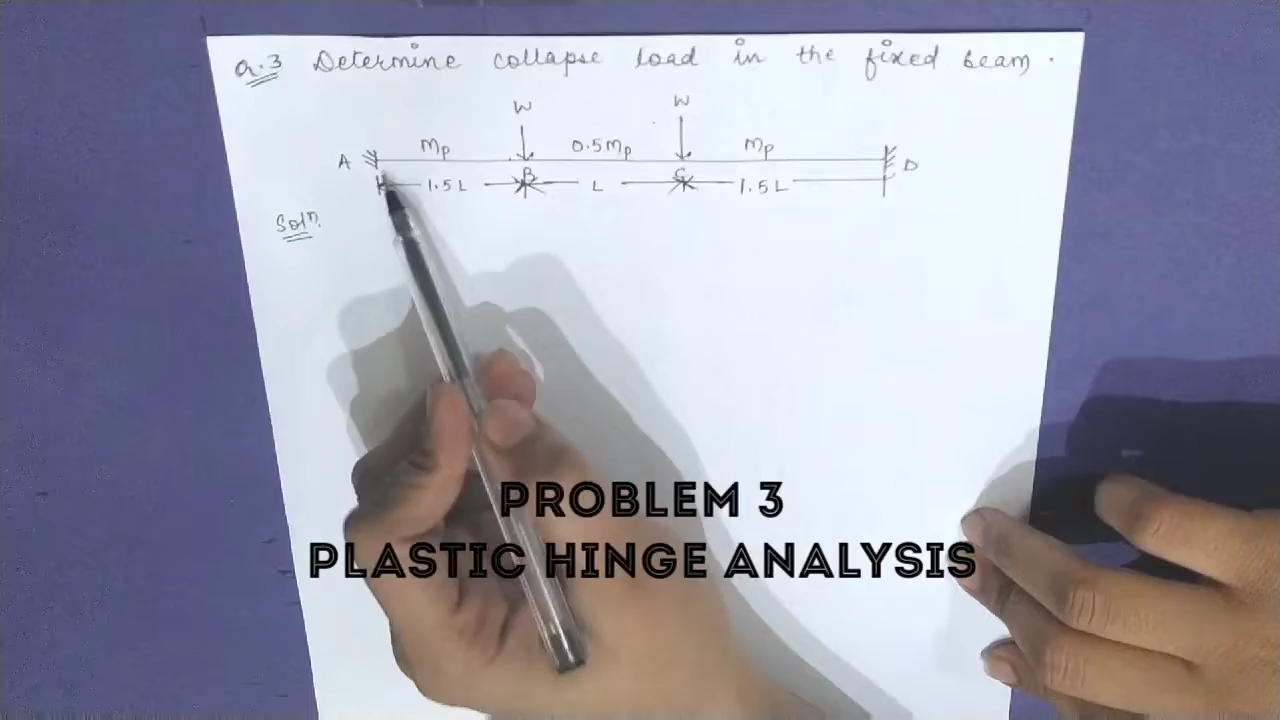 Q.3 Determine collapse load in the fixed beam.
W W
Mp 0.5Mp Mp
A B C D
1.5L L 1.5L
Solⁿ.
PROBLEM 3
PLASTIC HINGE ANALYSIS